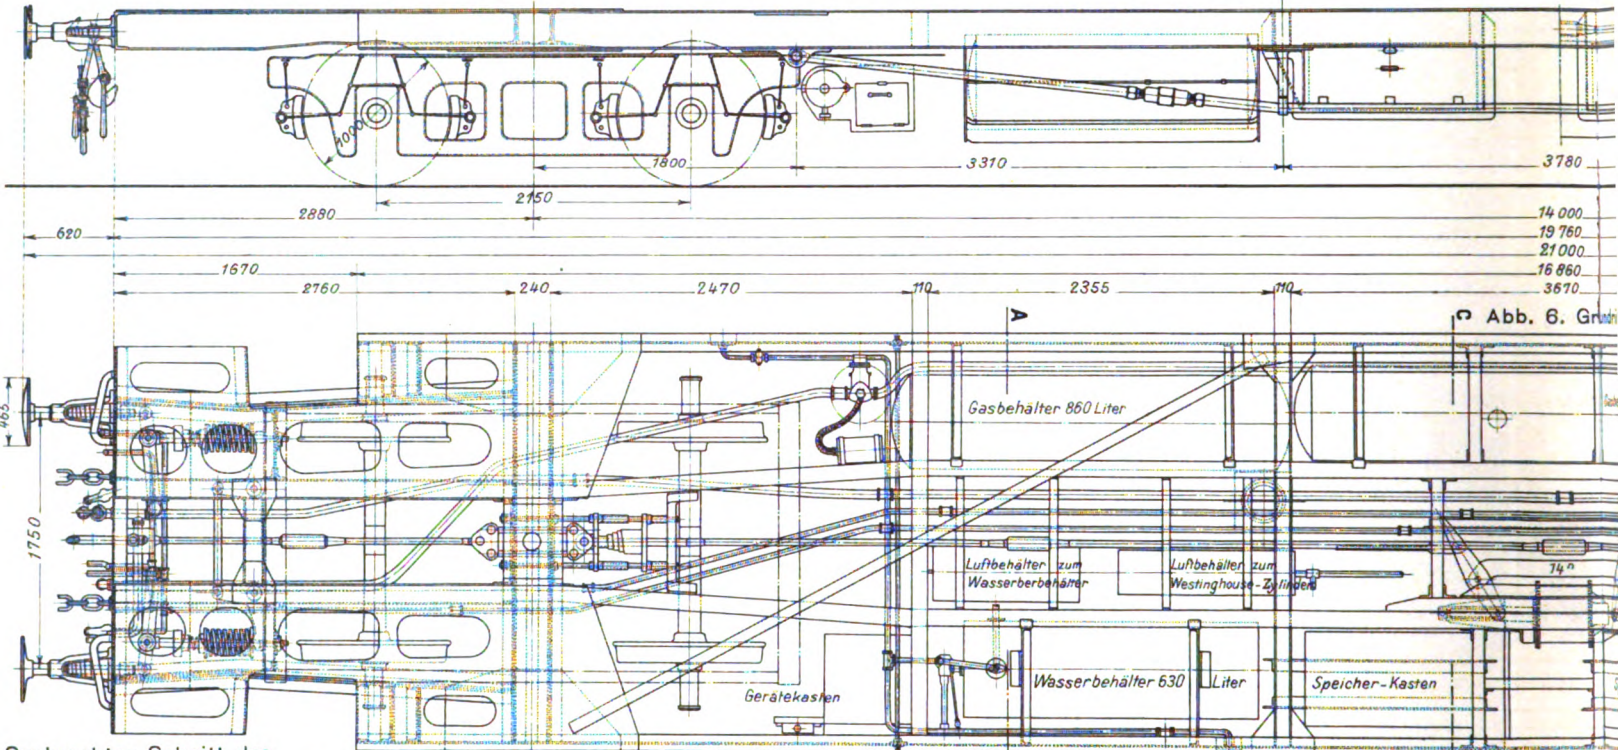 1000
1800
3310
3780
2150
2880
14 000
620
19 760
21 000
1670
16 860
2760
240
2470
110
2355
110
3610
A
C Abb. 6.
465
Gasbehälter 860 Liter
1750
Luftbehälter zum
Wasserberbehälter
Luftbehälter zum
Westinghouse-Zylinder
Wasserbehälter 630 Liter
Speicher-Kasten
Gerätekasten